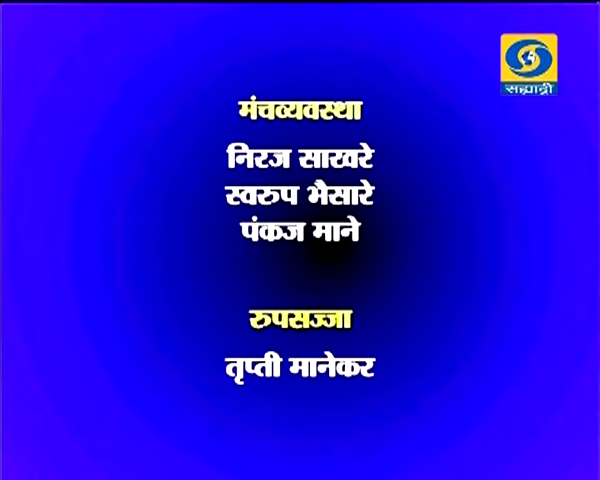 सह्याद्री
मंचव्यवस्था
निरज साखरे
स्वरुप भैसारे
पंकज माने
रुपसज्जा
तृप्ती मानेकर